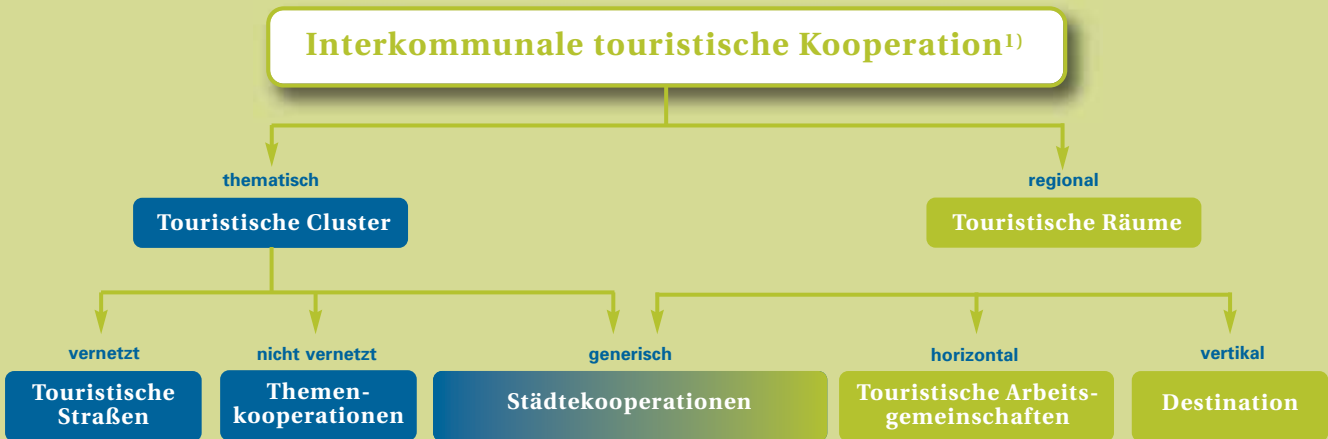 Interkommunale touristische Kooperation¹⁾
thematisch
Touristische Cluster
regional
Touristische Räume
vernetzt
Touristische
Straßen
nicht vernetzt
Themen-
kooperationen
generisch
Städtekooperationen
horizontal
Touristische Arbeits-
gemeinschaften
vertikal
Destination